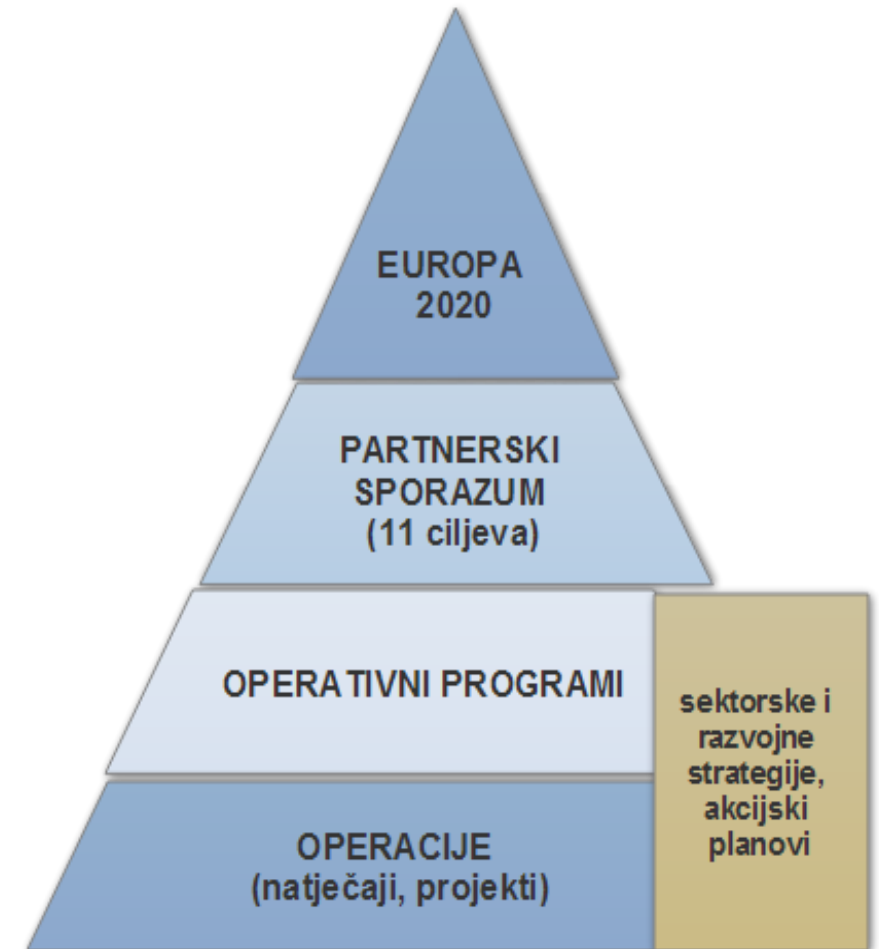 EUROPA
2020
PARTNERSKI
SPORAZUM
(11 ciljeva)
OPERATIVNI PROGRAMI
sektorske i
razvojne
strategije,
akcijski
planovi
OPERACIJE
(natječaji, projekti)